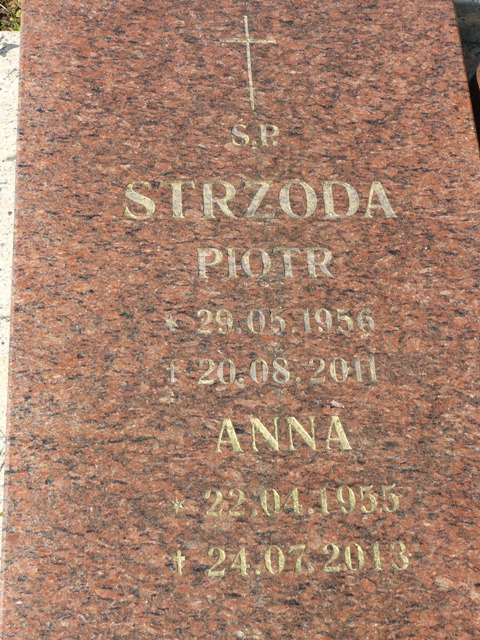 Ś.P.
STRZODA
PIOTR
* 29.05.1956
† 20.08.2011
ANNA
* 22.04.1955
† 24.07.2013